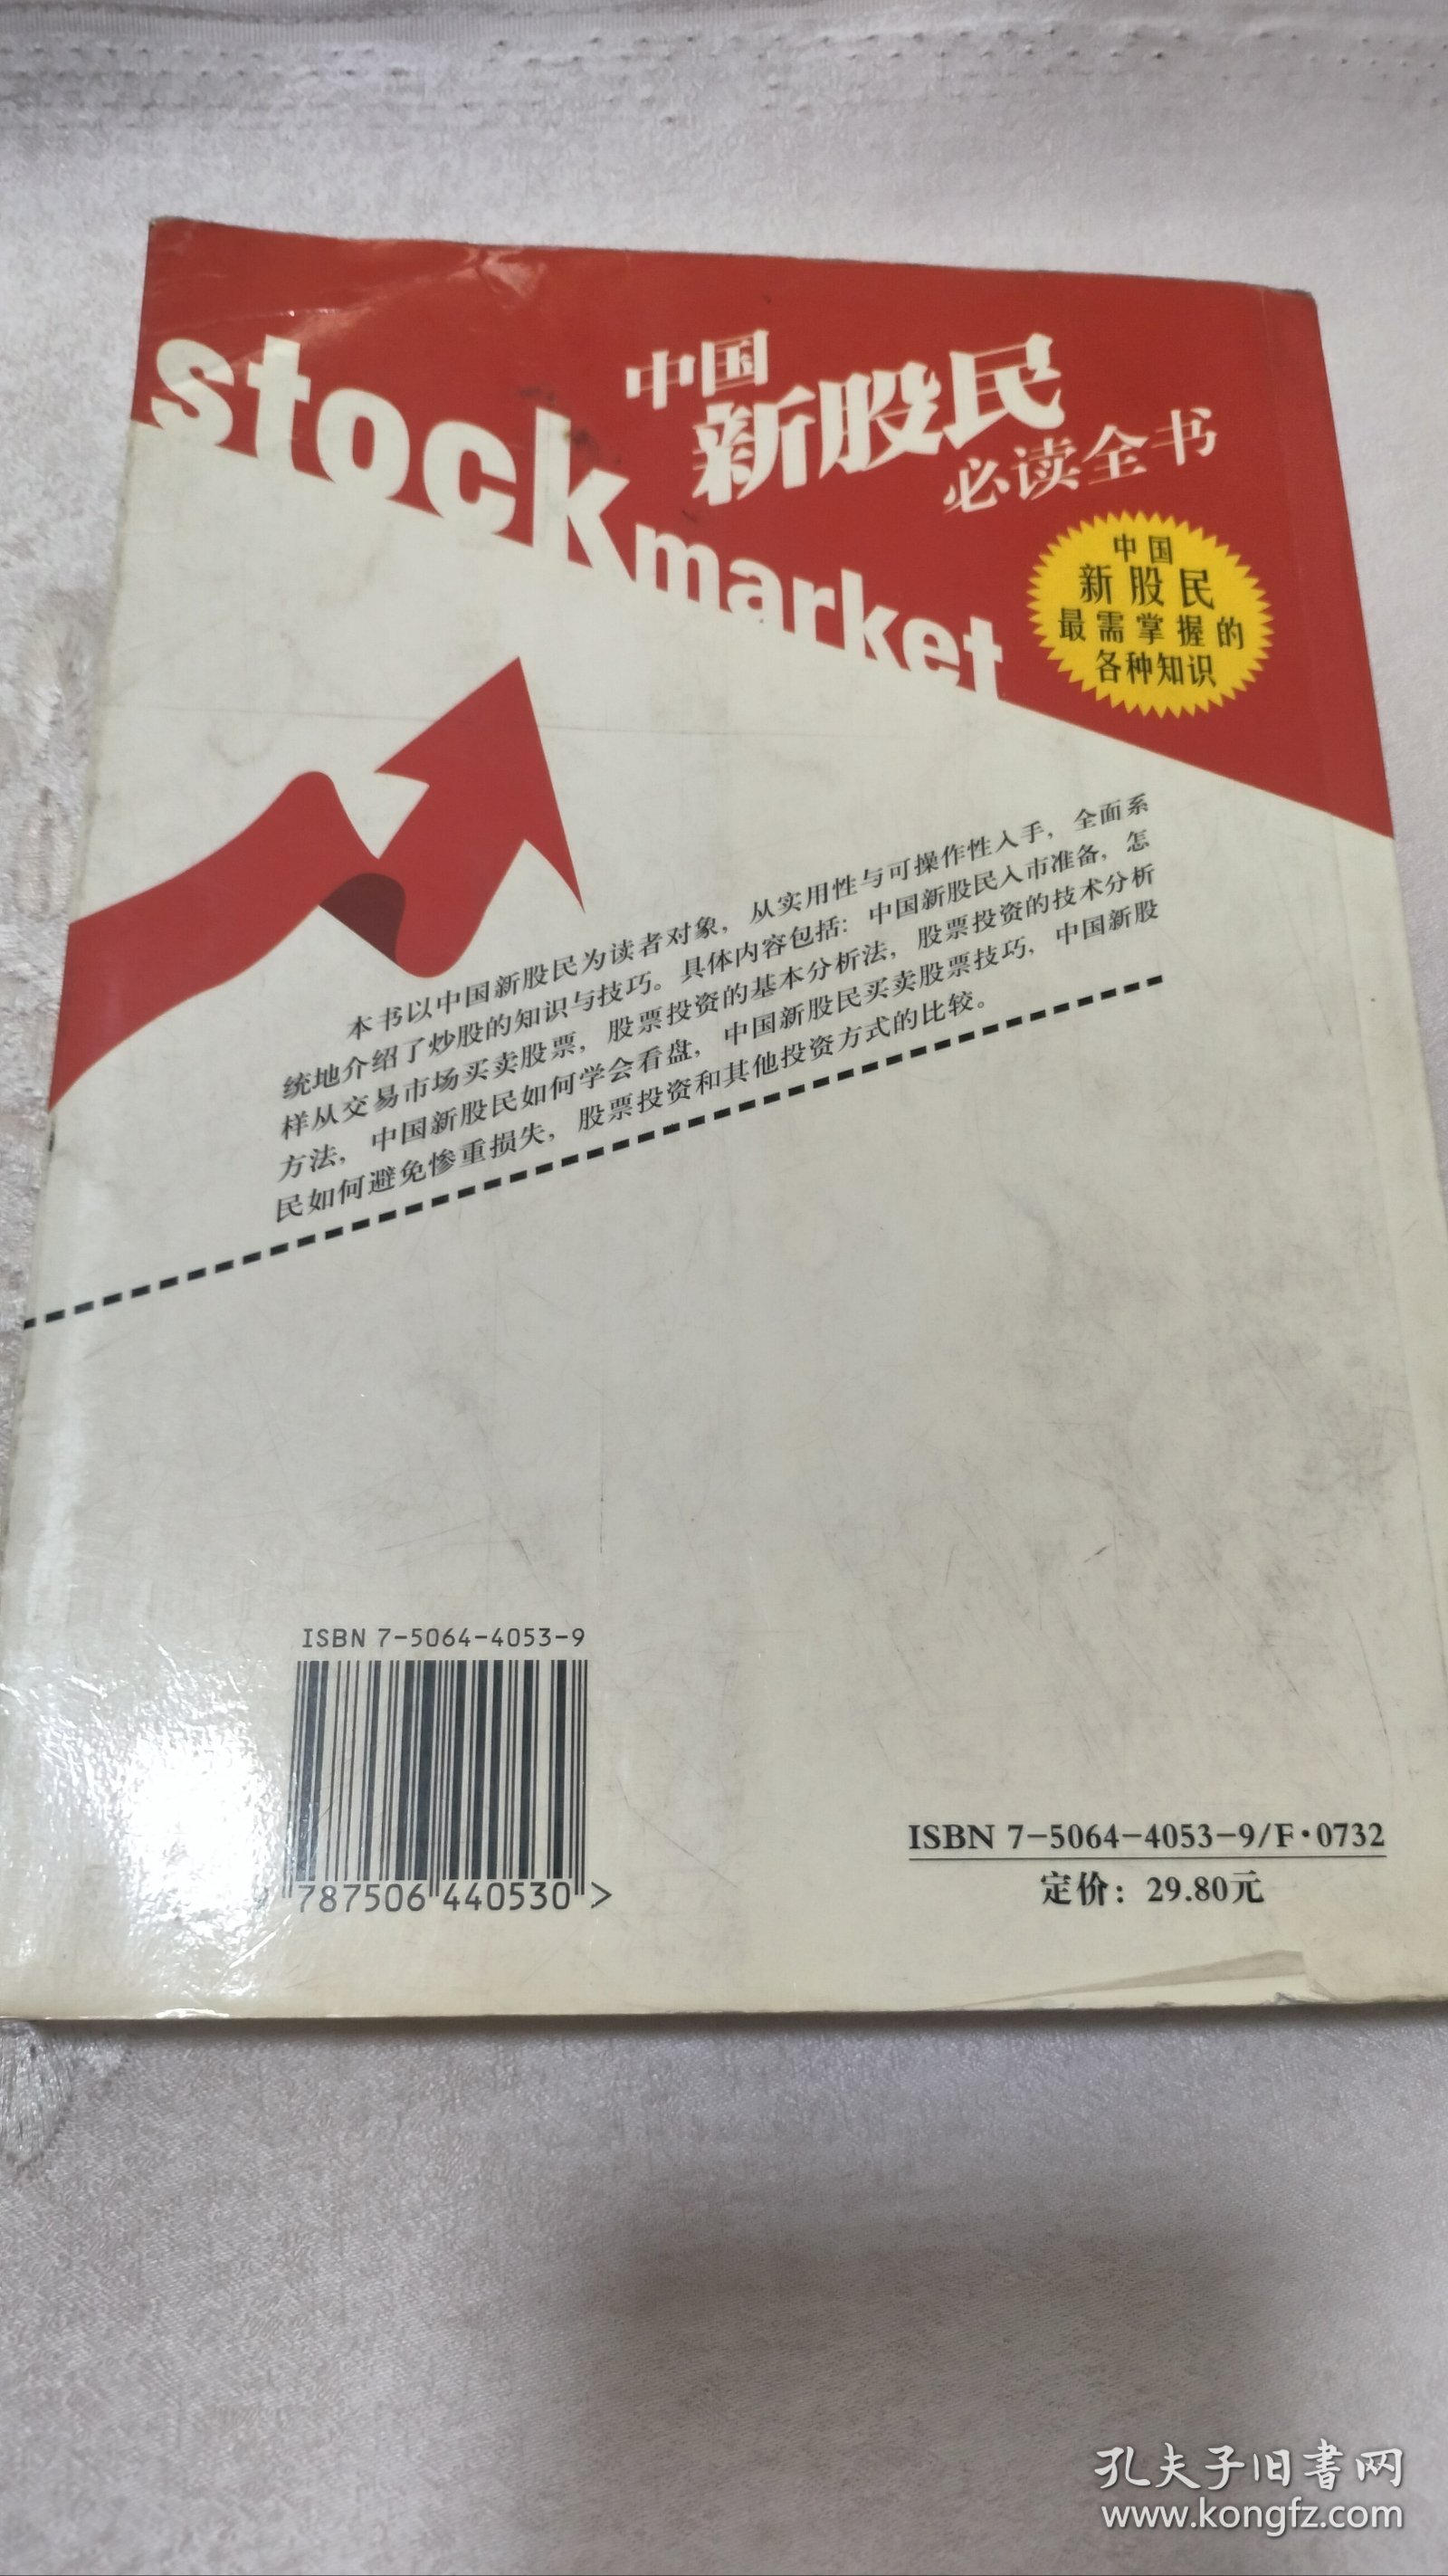 stock
market
中国
新股民
必读全书
中国
新股民
最需掌握的
各种知识
本书以中国新股民为读者对象，从实用性与可操作性入手，全面系
统地介绍了炒股的知识与技巧。具体内容包括：中国新股民入市准备，怎
样从交易市场买卖股票，股票投资的基本分析法，股票投资的技术分析
方法，中国新股民如何学会看盘，中国新股民买卖股票技巧，中国新股
民如何避免惨重损失，股票投资和其他投资方式的比较。
ISBN 7-5064-4053-9
9 787506 440530 >
ISBN 7-5064-4053-9/F·0732
定价：29.80元
孔夫子旧书网
www.kongfz.com